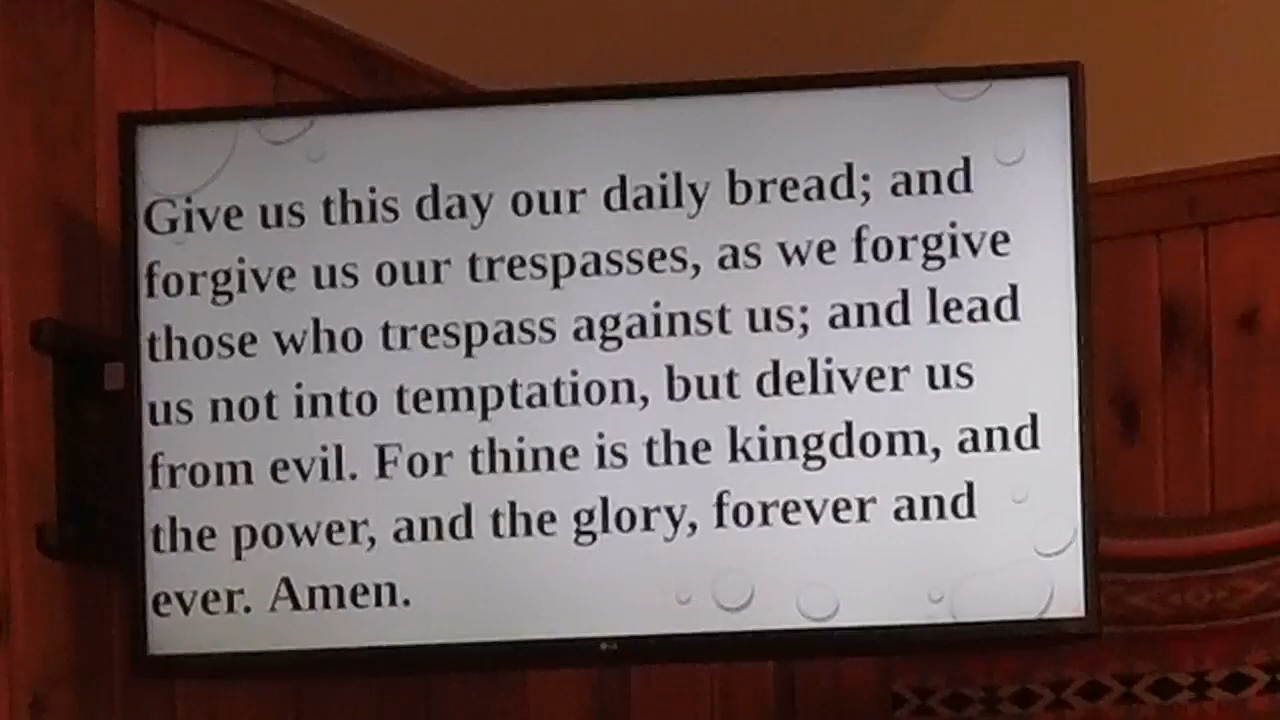 Give us this day our daily bread; and
forgive us our trespasses, as we forgive
those who trespass against us; and lead
us not into temptation, but deliver us
from evil. For thine is the kingdom, and
the power, and the glory, forever and
ever. Amen.